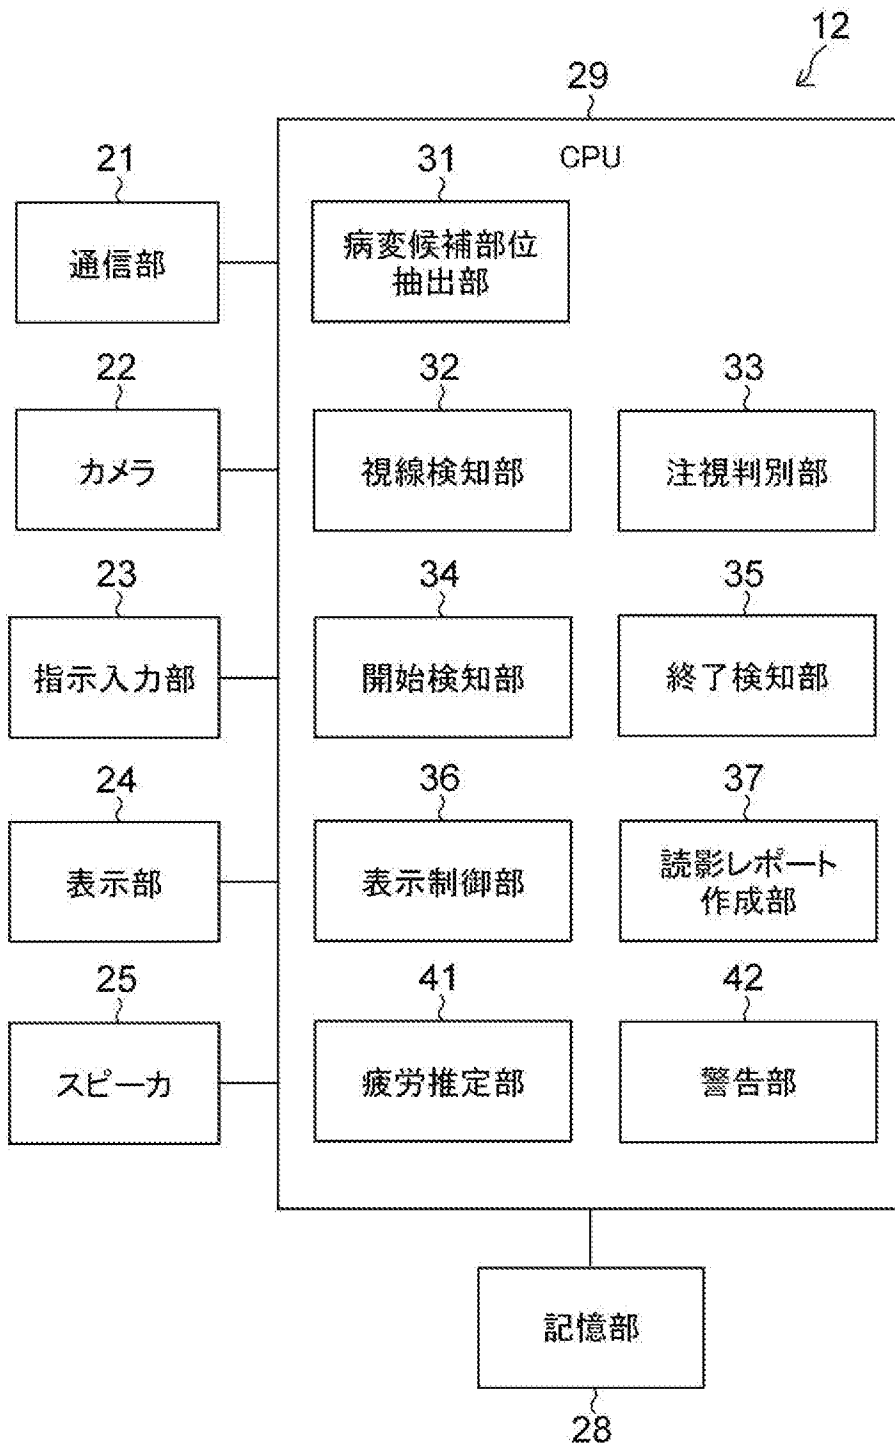 12
29
CPU
21
通信部
31
病変候補部位
抽出部
22
カメラ
32
視線検知部
33
注視判別部
23
指示入力部
34
開始検知部
35
終了検知部
24
表示部
36
表示制御部
37
読影レポート
作成部
25
スピーカ
41
疲労推定部
42
警告部
記憶部
28